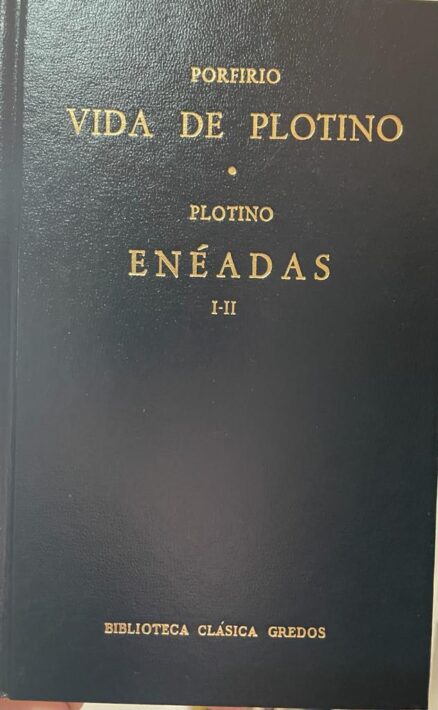 PORFIRIO
VIDA DE PLOTINO
PLOTINO
ENÉADAS
I-II
BIBLIOTECA CLÁSICA GREDOS